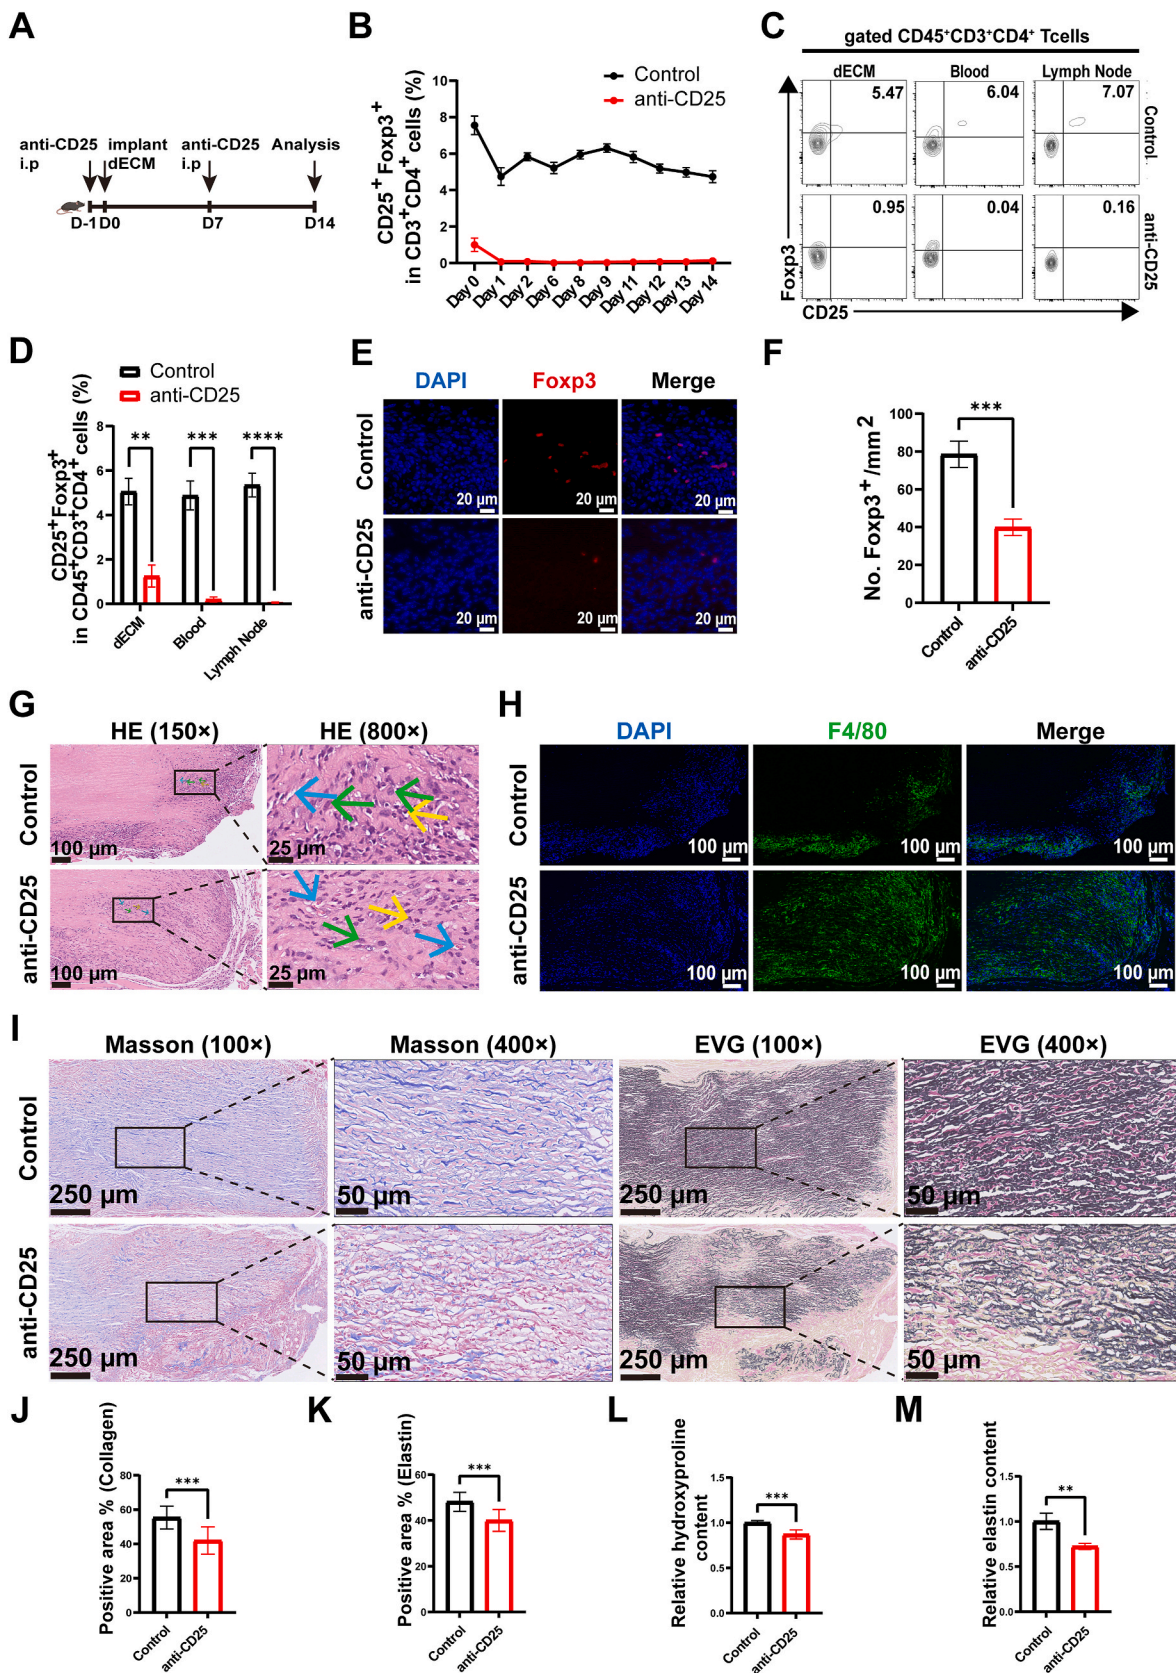 A
anti-CD25 implant anti-CD25 Analysis
i.p dECM i.p
D-1 D0 D7 D14
B
CD25+ Foxp3+
in CD3+CD4+ cells (%)
Control
anti-CD25
10
8
6
4
2
0
Day 0 Day 1 Day 2 Day 6 Day 8 Day 9 Day 11 Day 12 Day 13 Day 14
C
gated CD45+CD3+CD4+ Tcells
dECM Blood Lymph Node
5.47 6.04 7.07
Control
0.95 0.04 0.16
anti-CD25
Foxp3
CD25
D
Control
anti-CD25
CD25+Foxp3+
in CD45+CD3+CD4+ cells (%)
8
6
4
2
0
** *** ****
dECM Blood Lymph Node
E
DAPI Foxp3 Merge
Control
20 µm 20 µm 20 µm
anti-CD25
20 µm 20 µm 20 µm
F
No. Foxp3+/mm2
100
80
60
40
20
0
***
Control anti-CD25
G
HE (150×) HE (800×)
Control
100 µm 25 µm
anti-CD25
100 µm 25 µm
H
DAPI F4/80 Merge
Control
100 µm 100 µm 100 µm
anti-CD25
100 µm 100 µm 100 µm
I
Masson (100×) Masson (400×) EVG (100×) EVG (400×)
Control
250 µm 50 µm 250 µm 50 µm
anti-CD25
250 µm 50 µm 250 µm 50 µm
J
Positive area % (Collagen)
80
60
40
20
0
***
Control anti-CD25
K
Positive area % (Elastin)
60
40
20
0
***
Control anti-CD25
L
Relative hydroxyproline
content
1.5
1.0
0.5
0.0
***
Control anti-CD25
M
Relative elastin content
1.5
1.0
0.5
0.0
**
Control anti-CD25